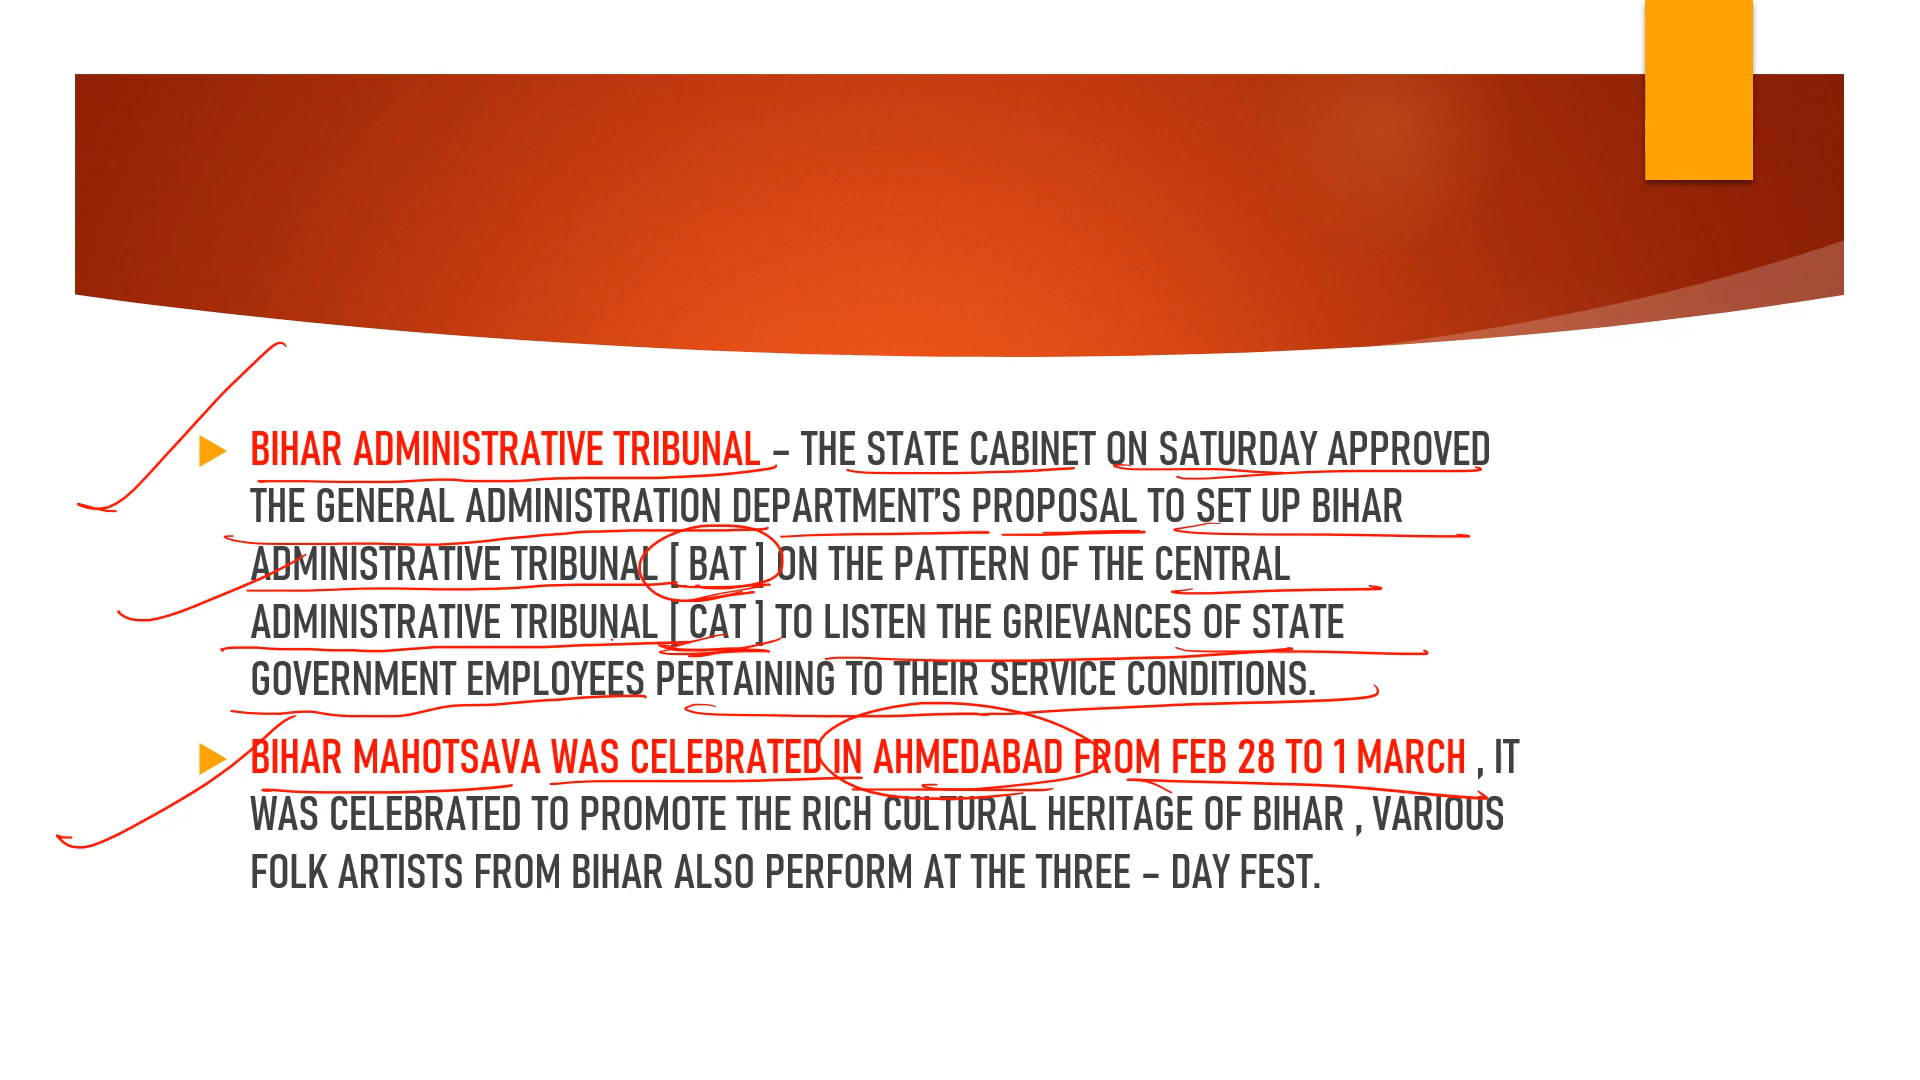 BIHAR ADMINISTRATIVE TRIBUNAL – THE STATE CABINET ON SATURDAY APPROVED
THE GENERAL ADMINISTRATION DEPARTMENT'S PROPOSAL TO SET UP BIHAR
ADMINISTRATIVE TRIBUNAL [ BAT ] ON THE PATTERN OF THE CENTRAL
ADMINISTRATIVE TRIBUNAL [ CAT ] TO LISTEN THE GRIEVANCES OF STATE
GOVERNMENT EMPLOYEES PERTAINING TO THEIR SERVICE CONDITIONS.
BIHAR MAHOTSAVA WAS CELEBRATED IN AHMEDABAD FROM FEB 28 TO 1 MARCH , IT
WAS CELEBRATED TO PROMOTE THE RICH CULTURAL HERITAGE OF BIHAR , VARIOUS
FOLK ARTISTS FROM BIHAR ALSO PERFORM AT THE THREE – DAY FEST.